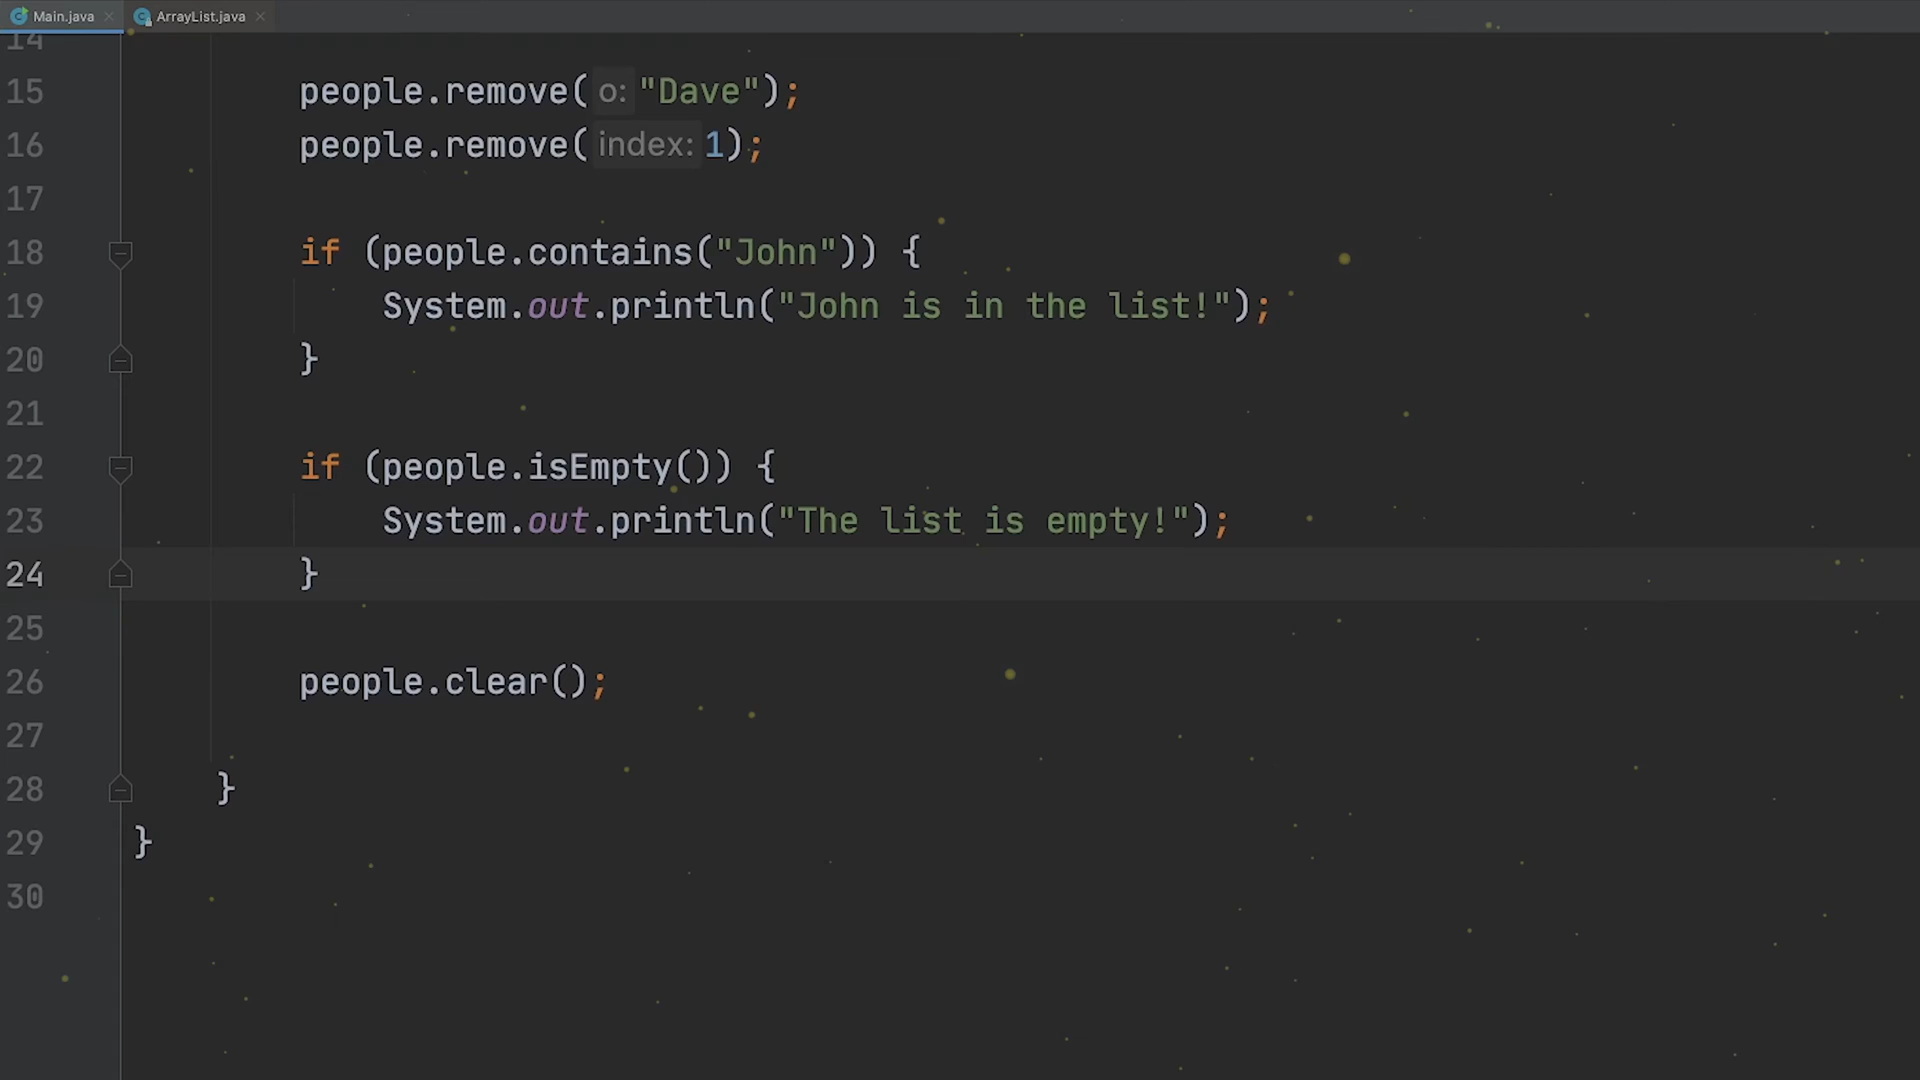 Main.java
ArrayList.java
14
15 people.remove( o: "Dave");
16 people.remove( index: 1);
17
18 if (people.contains("John")) {
19 System.out.println("John is in the list!");
20 }
21
22 if (people.isEmpty()) {
23 System.out.println("The list is empty!");
24 }
25
26 people.clear();
27
28 }
29 }
30